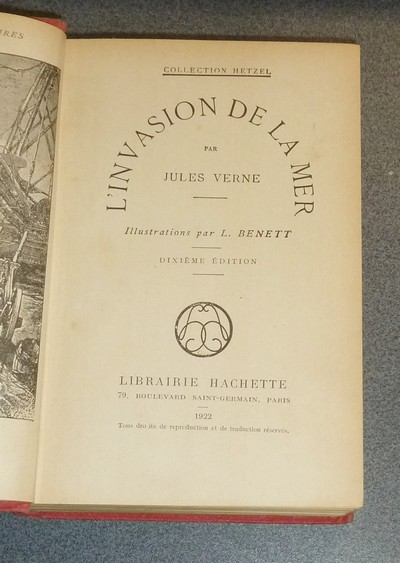 RES
COLLECTION HETZEL
L'INVASION DE LA MER
PAR
JULES VERNE
Illustrations par L. BENETT
DIXIÈME ÉDITION
LIBRAIRIE HACHETTE
79, BOULEVARD SAINT-GERMAIN, PARIS
1922
Tous droits de reproduction et de traduction réservés.